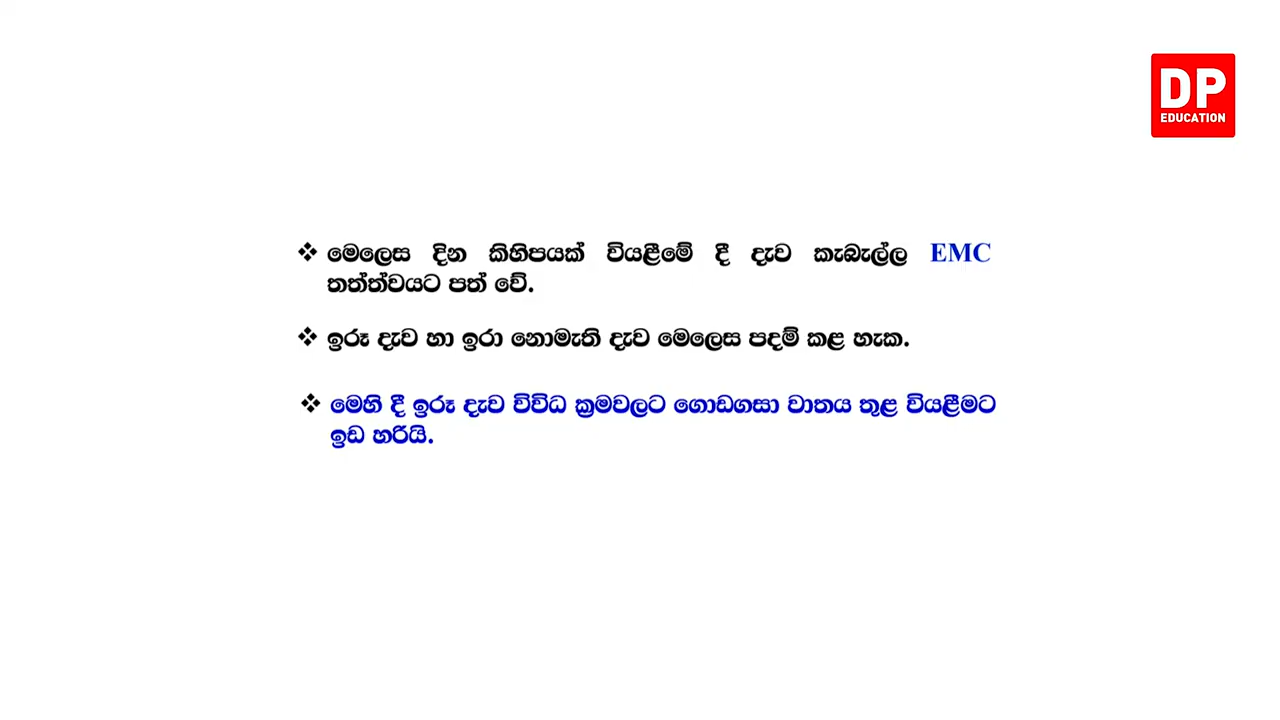 DP
EDUCATION
❖ මෙලෙස දින කිහිපයක් වියළීමේ දී දැව කැබැල්ල EMC
තත්ත්වයට පත් වේ.
❖ ඉරූ දැව හා ඉරා නොමැති දැව මෙලෙස පදම් කළ හැක.
❖ මෙහි දී ඉරූ දැව විවිධ ක්‍රමවලට ගොඩගසා වාතය තුළ වියළීමට
ඉඩ හරියි.